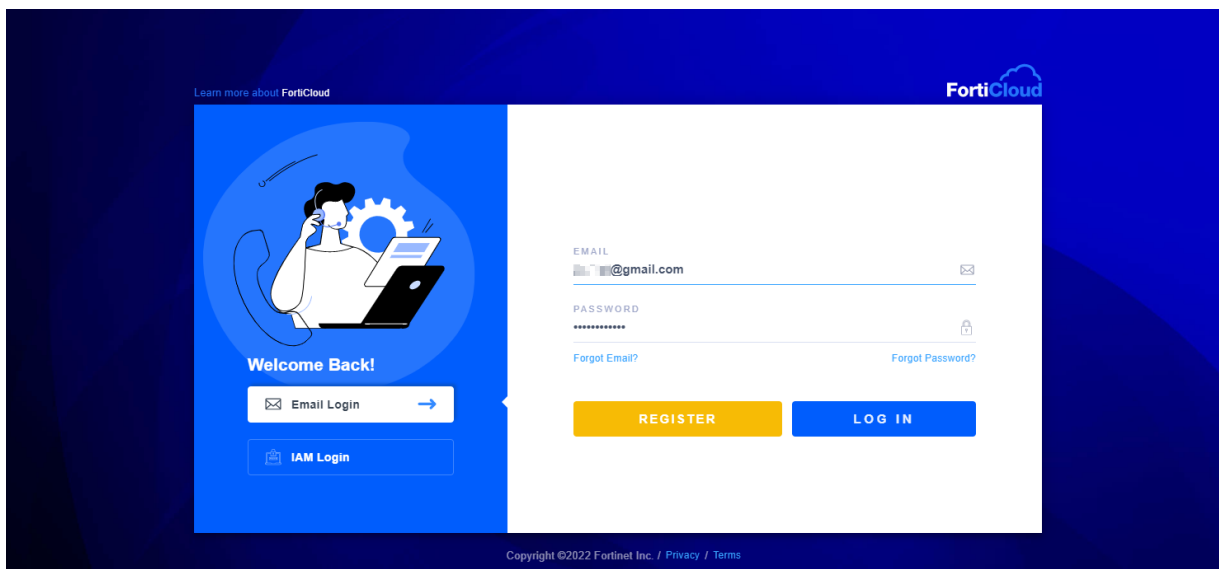 Learn more about FortiCloud
FortiCloud
Welcome Back!
Email Login
IAM Login
EMAIL
@gmail.com
PASSWORD
••••••••••••
Forgot Email? Forgot Password?
REGISTER LOG IN
Copyright ©2022 Fortinet Inc. / Privacy / Terms